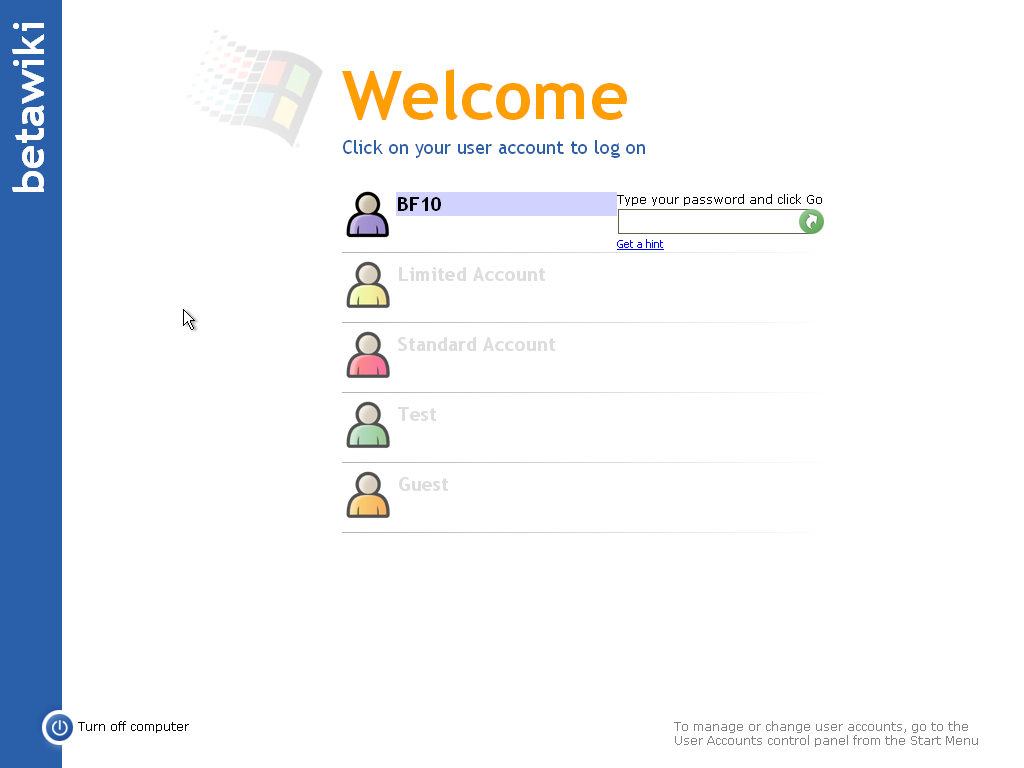 betawiki
Welcome
Click on your user account to log on
BF10
Type your password and click Go
Get a hint
Limited Account
Standard Account
Test
Guest
Turn off computer
To manage or change user accounts, go to the
User Accounts control panel from the Start Menu